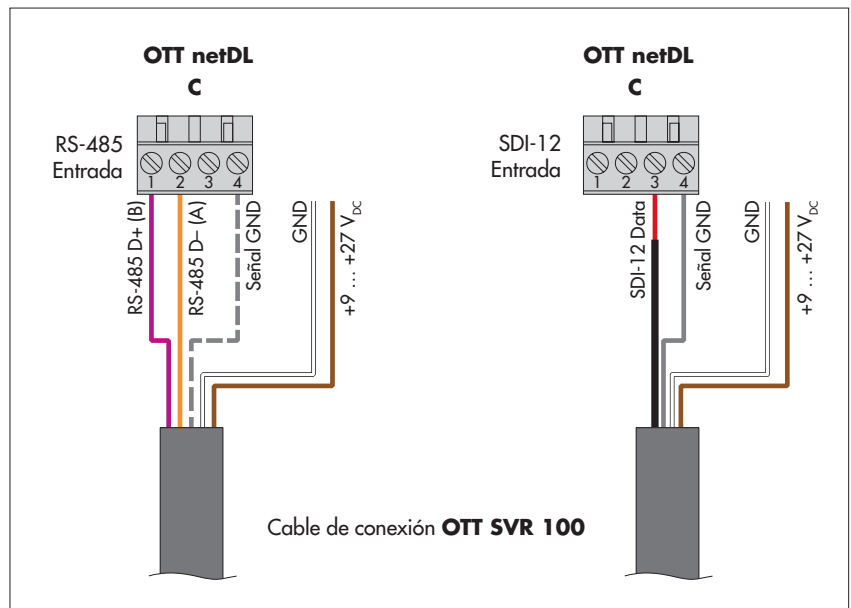 OTT netDL
C
RS-485
Entrada
1 2 3 4
RS-485 D+ (B)
RS-485 D– (A)
Señal GND
GND
+9 … +27 VDC
OTT netDL
C
SDI-12
Entrada
1 2 3 4
SDI-12 Data
Señal GND
GND
+9 … +27 VDC
Cable de conexión OTT SVR 100